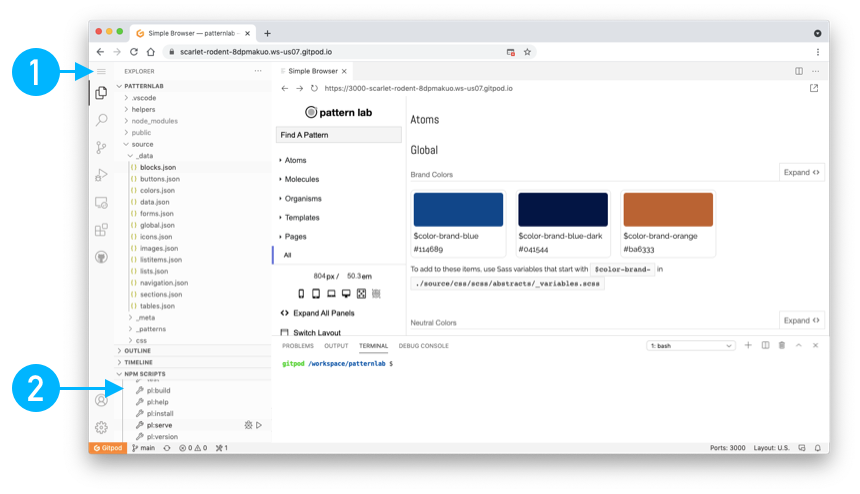 Simple Browser — patternlab -
scarlet-rodent-8dpmakuo.ws-us07.gitpod.io
1
EXPLORER
PATTERNLAB
.vscode
helpers
node_modules
public
source
_data
blocks.json
buttons.json
colors.json
data.json
forms.json
global.json
icons.json
images.json
listitems.json
lists.json
navigation.json
sections.json
tables.json
_meta
_patterns
css
OUTLINE
TIMELINE
NPM SCRIPTS
2
pl:build
pl:help
pl:install
pl:serve
pl:version
Simple Browser
https://3000-scarlet-rodent-8dpmakuo.ws-us07.gitpod.io
pattern lab
Find A Pattern
Atoms
Molecules
Organisms
Templates
Pages
All
804 px / 50.3 em
Expand All Panels
Switch Layout
Atoms
Global
Brand Colors
Expand <>
$color-brand-blue
#114689
$color-brand-blue-dark
#041544
$color-brand-orange
#ba6333
To add to these items, use Sass variables that start with $color-brand- in
./source/css/scss/abstracts/_variables.scss
Neutral Colors
Expand <>
PROBLEMS OUTPUT TERMINAL DEBUG CONSOLE
1: bash
gitpod /workspace/patternlab $
Gitpod main 0 0 1
Ports: 3000 Layout: U.S.